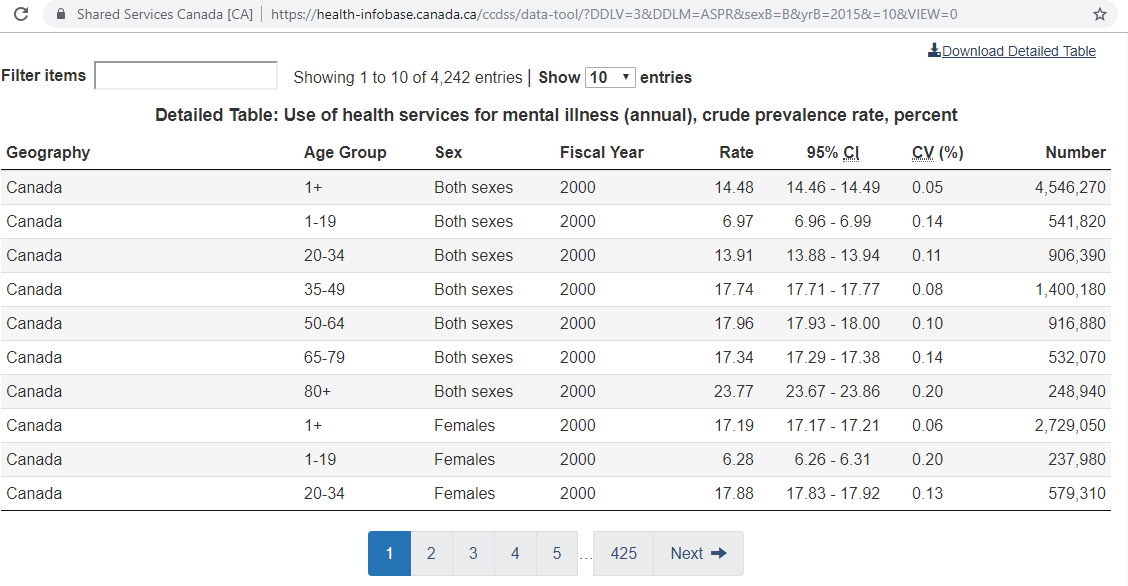 Shared Services Canada [CA] https://health-infobase.canada.ca/ccdss/data-tool/?DDLV=3&DDLM=ASPR&sexB=B&yrB=2015&=10&VIEW=0
Download Detailed Table
Filter items Showing 1 to 10 of 4,242 entries | Show 10 entries
Detailed Table: Use of health services for mental illness (annual), crude prevalence rate, percent
Geography Age Group Sex Fiscal Year Rate 95% CI CV (%) Number
Canada 1+ Both sexes 2000 14.48 14.46 - 14.49 0.05 4,546,270
Canada 1-19 Both sexes 2000 6.97 6.96 - 6.99 0.14 541,820
Canada 20-34 Both sexes 2000 13.91 13.88 - 13.94 0.11 906,390
Canada 35-49 Both sexes 2000 17.74 17.71 - 17.77 0.08 1,400,180
Canada 50-64 Both sexes 2000 17.96 17.93 - 18.00 0.10 916,880
Canada 65-79 Both sexes 2000 17.34 17.29 - 17.38 0.14 532,070
Canada 80+ Both sexes 2000 23.77 23.67 - 23.86 0.20 248,940
Canada 1+ Females 2000 17.19 17.17 - 17.21 0.06 2,729,050
Canada 1-19 Females 2000 6.28 6.26 - 6.31 0.20 237,980
Canada 20-34 Females 2000 17.88 17.83 - 17.92 0.13 579,310
1 2 3 4 5 ... 425 Next